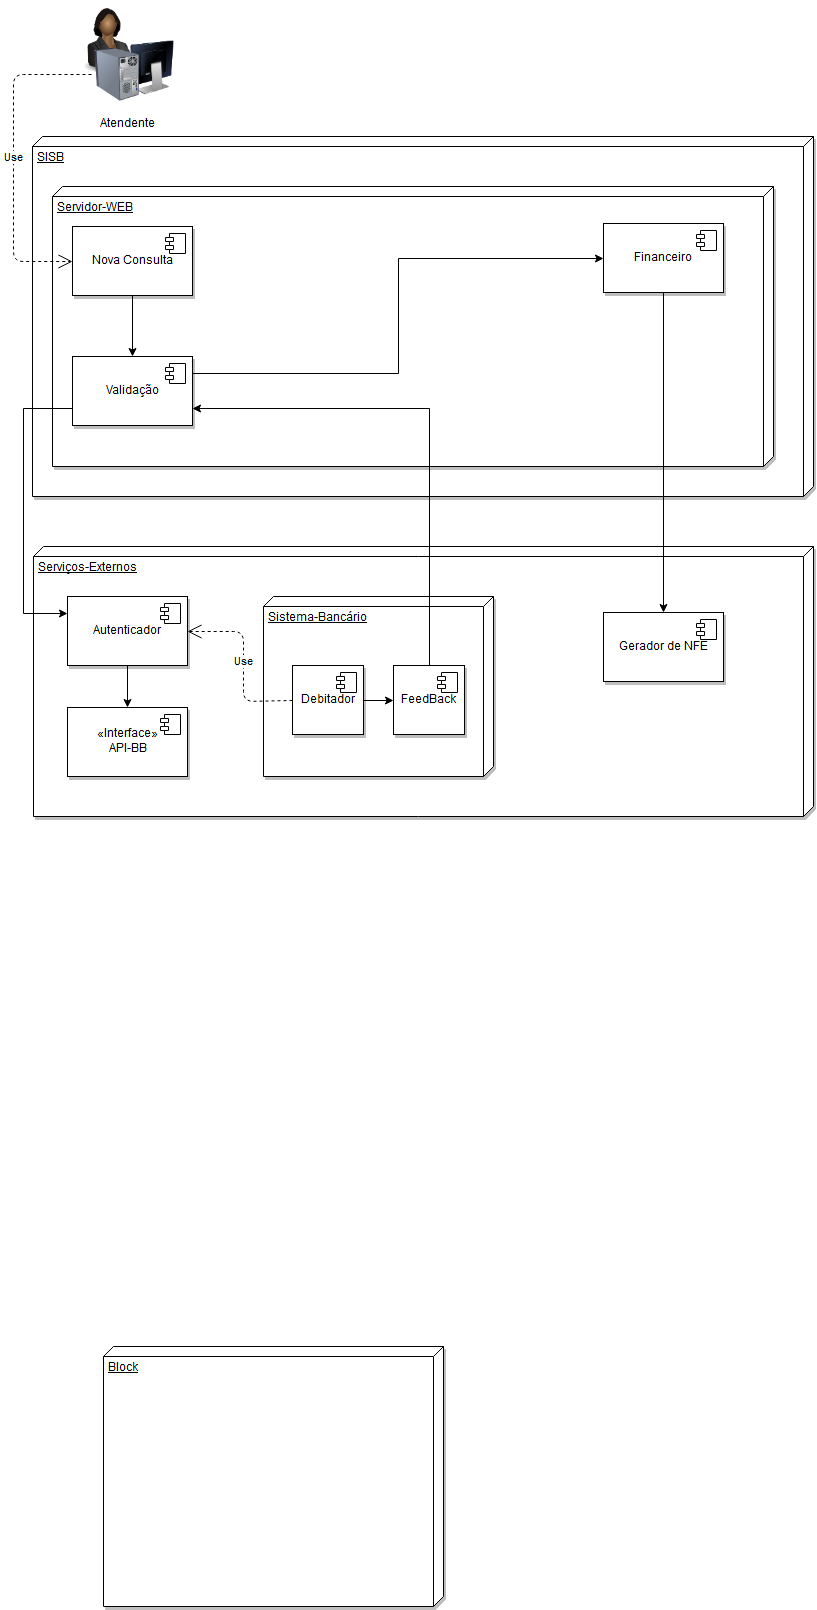 Atendente
Use
SISB
Servidor-WEB
Nova Consulta
Financeiro
Validação
Serviços-Externos
Autenticador
Sistema-Bancário
Gerador de NFE
Use
Debitador
FeedBack
«Interface»
API-BB
Block